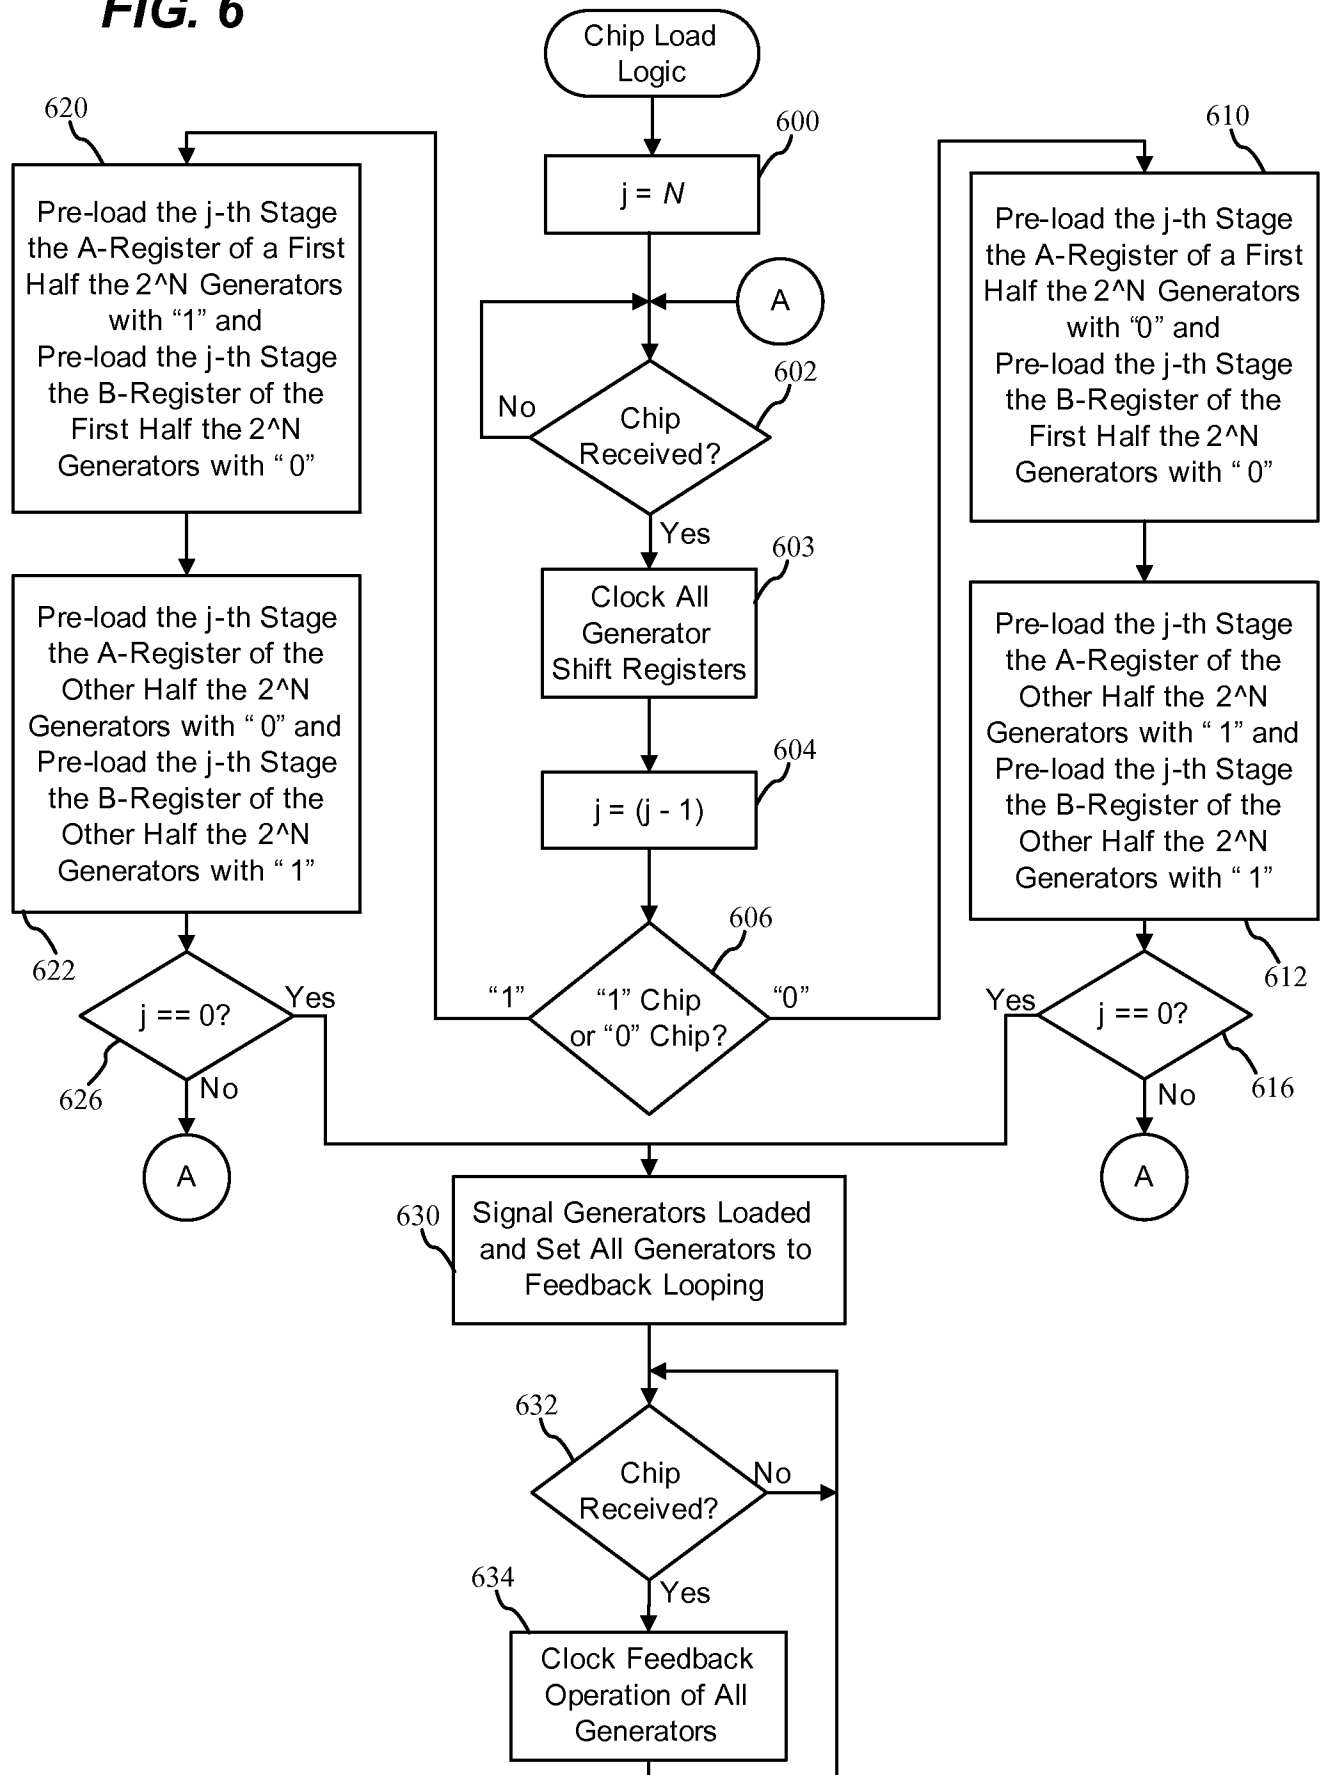 FIG. 6
Chip Load
Logic
600
j = N
A
602
Chip
Received?
No
Yes
603
Clock All
Generator
Shift Registers
604
j = (j - 1)
606
"1" Chip
or "0" Chip?
"1"
"0"
620
Pre-load the j-th Stage
the A-Register of a First
Half the 2^N Generators
with "1" and
Pre-load the j-th Stage
the B-Register of the
First Half the 2^N
Generators with " 0"
Pre-load the j-th Stage
the A-Register of the
Other Half the 2^N
Generators with " 0" and
Pre-load the j-th Stage
the B-Register of the
Other Half the 2^N
Generators with " 1"
622
j == 0?
Yes
626
No
A
610
Pre-load the j-th Stage
the A-Register of a First
Half the 2^N Generators
with "0" and
Pre-load the j-th Stage
the B-Register of the
First Half the 2^N
Generators with " 0"
Pre-load the j-th Stage
the A-Register of the
Other Half the 2^N
Generators with " 1" and
Pre-load the j-th Stage
the B-Register of the
Other Half the 2^N
Generators with " 1"
612
Yes
j == 0?
616
No
A
630
Signal Generators Loaded
and Set All Generators to
Feedback Looping
632
Chip
Received?
No
Yes
634
Clock Feedback
Operation of All
Generators